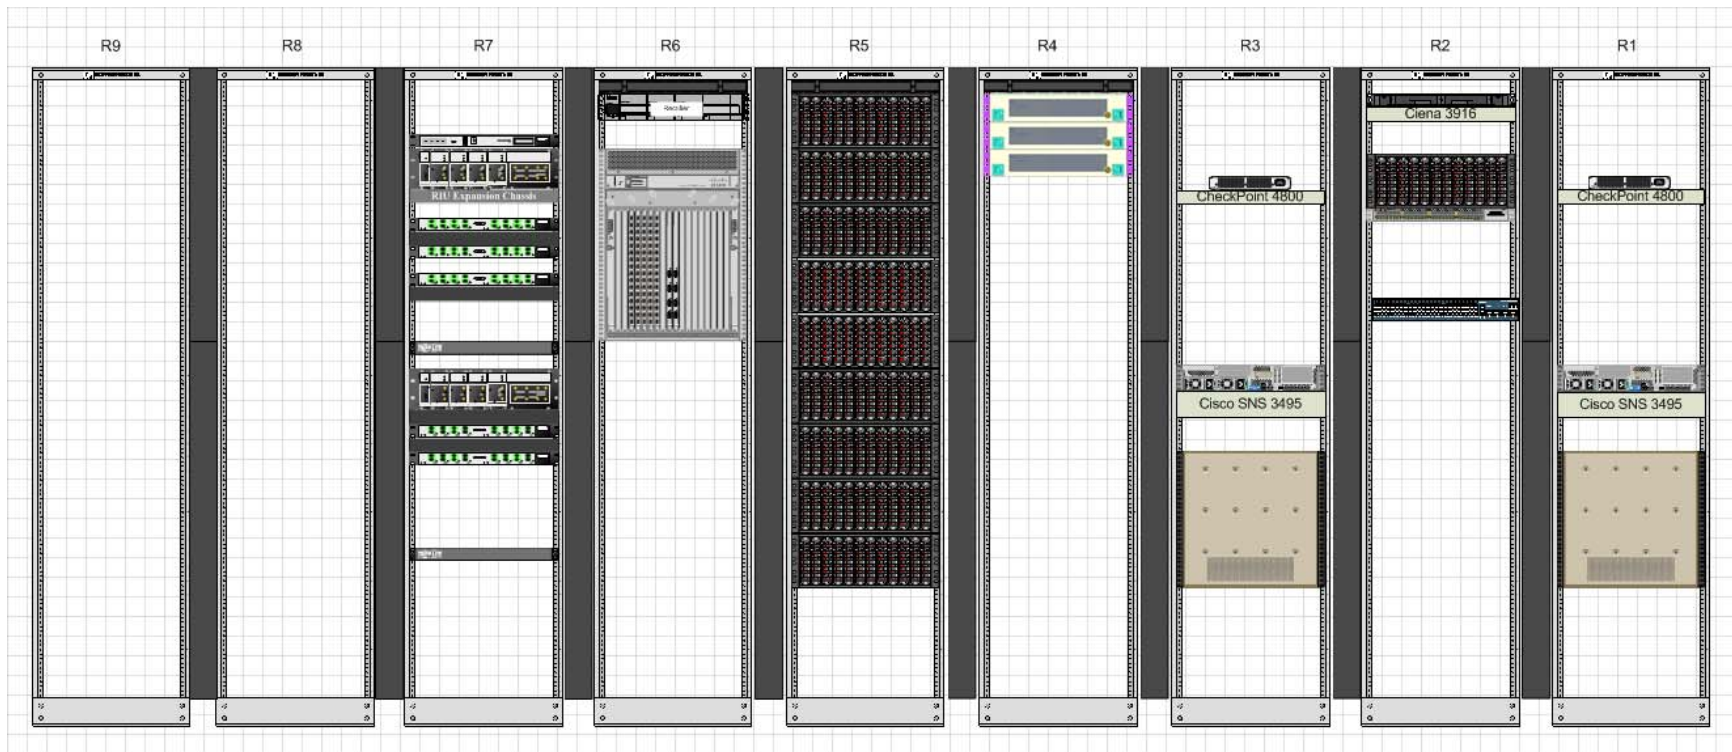 R9 R8 R7 R6 R5 R4 R3 R2 R1
Rectifier
Ciena 3916
RIU Expansion Chassis
CheckPoint 4800
CheckPoint 4800
Cisco SNS 3495
Cisco SNS 3495